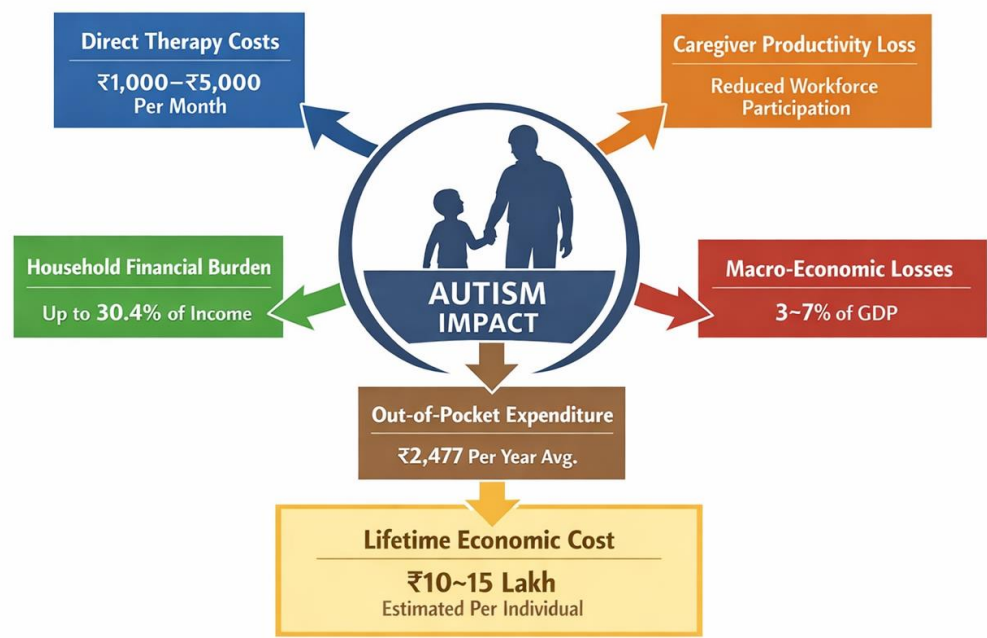 Direct Therapy Costs
₹1,000–₹5,000
Per Month
Caregiver Productivity Loss
Reduced Workforce
Participation
Household Financial Burden
Up to 30.4% of Income
AUTISM
IMPACT
Macro-Economic Losses
3~7% of GDP
Out-of-Pocket Expenditure
₹2,477 Per Year Avg.
Lifetime Economic Cost
₹10~15 Lakh
Estimated Per Individual